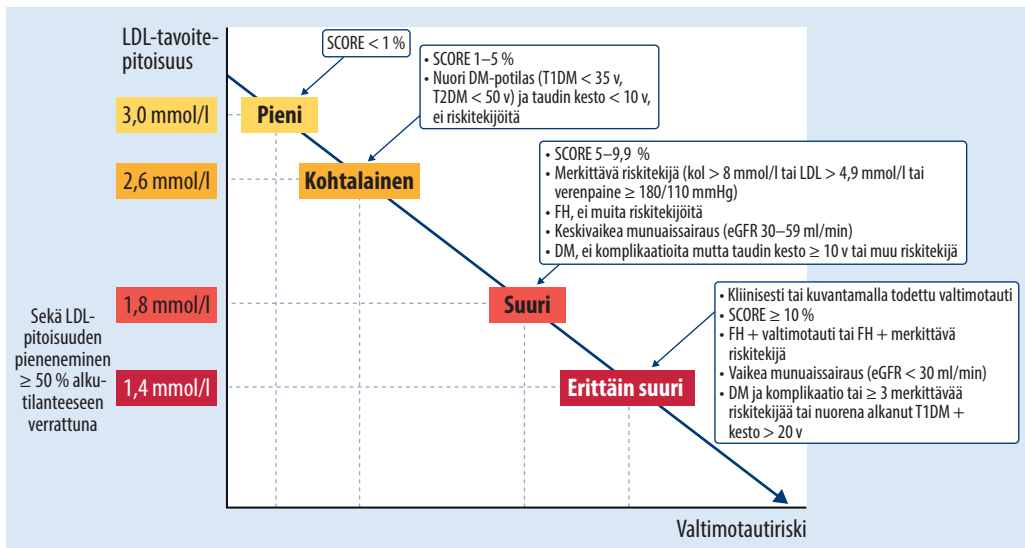 LDL-tavoite-
pitoisuus
3,0 mmol/l
2,6 mmol/l
1,8 mmol/l
1,4 mmol/l
Sekä LDL-
pitoisuuden
pieneneminen
≥ 50 % alku-
tilanteeseen
verrattuna
Pieni
SCORE < 1 %
Kohtalainen
• SCORE 1–5 %
• Nuori DM-potilas (T1DM < 35 v,
T2DM < 50 v) ja taudin kesto < 10 v,
ei riskitekijöitä
Suuri
• SCORE 5–9,9 %
• Merkittävä riskitekijä (kol > 8 mmol/l tai LDL > 4,9 mmol/l tai
verenpaine ≥ 180/110 mmHg)
• FH, ei muita riskitekijöitä
• Keskivaikea munuaissairaus (eGFR 30–59 ml/min)
• DM, ei komplikaatioita mutta taudin kesto ≥ 10 v tai muu riskitekijä
Erittäin suuri
• Kliinisesti tai kuvantamalla todettu valtimotauti
• SCORE ≥ 10 %
• FH + valtimotauti tai FH + merkittävä
riskitekijä
• Vaikea munuaissairaus (eGFR < 30 ml/min)
• DM ja komplikaatio tai ≥ 3 merkittävää
riskitekijää tai nuorena alkanut T1DM +
kesto > 20 v
Valtimotautiriski